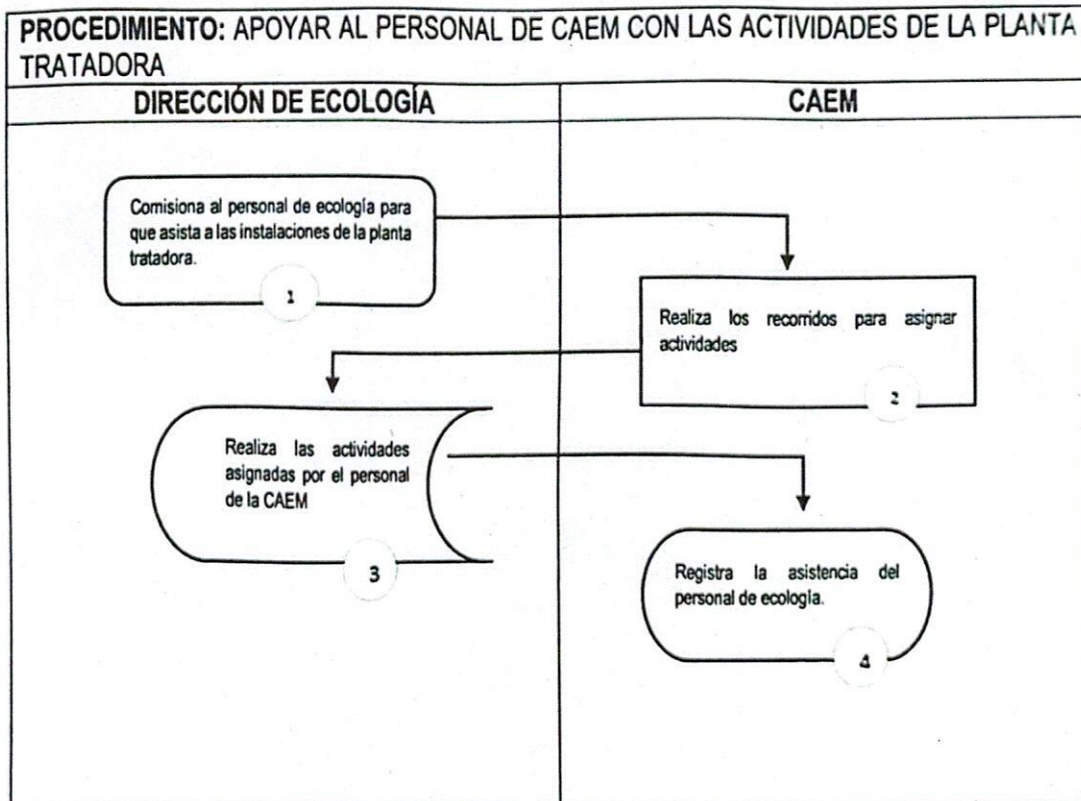 PROCEDIMIENTO: APOYAR AL PERSONAL DE CAEM CON LAS ACTIVIDADES DE LA PLANTA
TRATADORA
DIRECCIÓN DE ECOLOGÍA
CAEM
Comisiona al personal de ecología para
que asista a las instalaciones de la planta
tratadora.
1
Realiza los recorridos para asignar
actividades
2
Realiza las actividades
asignadas por el personal
de la CAEM
3
Registra la asistencia del
personal de ecología.
4